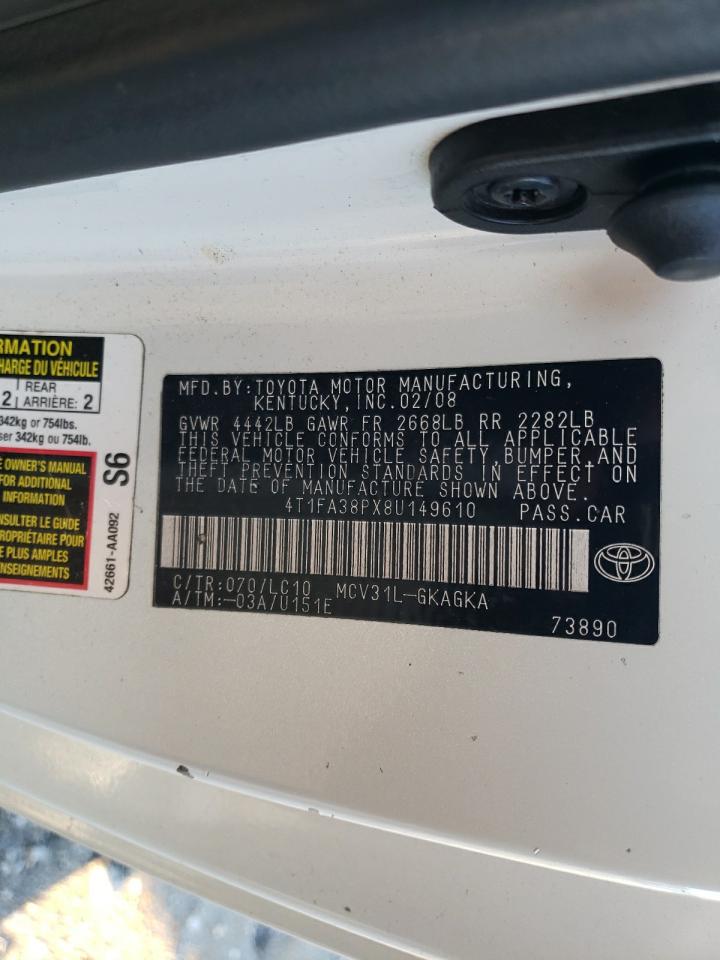 RMATION
CHARGE DU VÉHICULE
2 REAR 2
ARRIÈRE:
342kg or 754lbs.
ser 342kg ou 754lb.
E OWNER'S MANUAL
FOR ADDITIONAL
INFORMATION
NSULTER LE GUIDE
PROPRIÉTAIRE POUR
E PLUS AMPLES
ENSEIGNEMENTS
S6
42661-AA092
MFD.BY:TOYOTA MOTOR MANUFACTURING,
KENTUCKY,INC.02/08
GVWR 4442LB GAWR FR 2668LB RR 2282LB
THIS VEHICLE CONFORMS TO ALL APPLICABLE
FEDERAL MOTOR VEHICLE SAFETY,BUMPER,AND
THEFT PREVENTION STANDARDS IN EFFECT ON
THE DATE OF MANUFACTURE SHOWN ABOVE.
4T1FA38PX8U149610 PASS.CAR
C/TR:070/LC10 MCV31L-GKAGKA
A/TM:-03A/U151E
73890